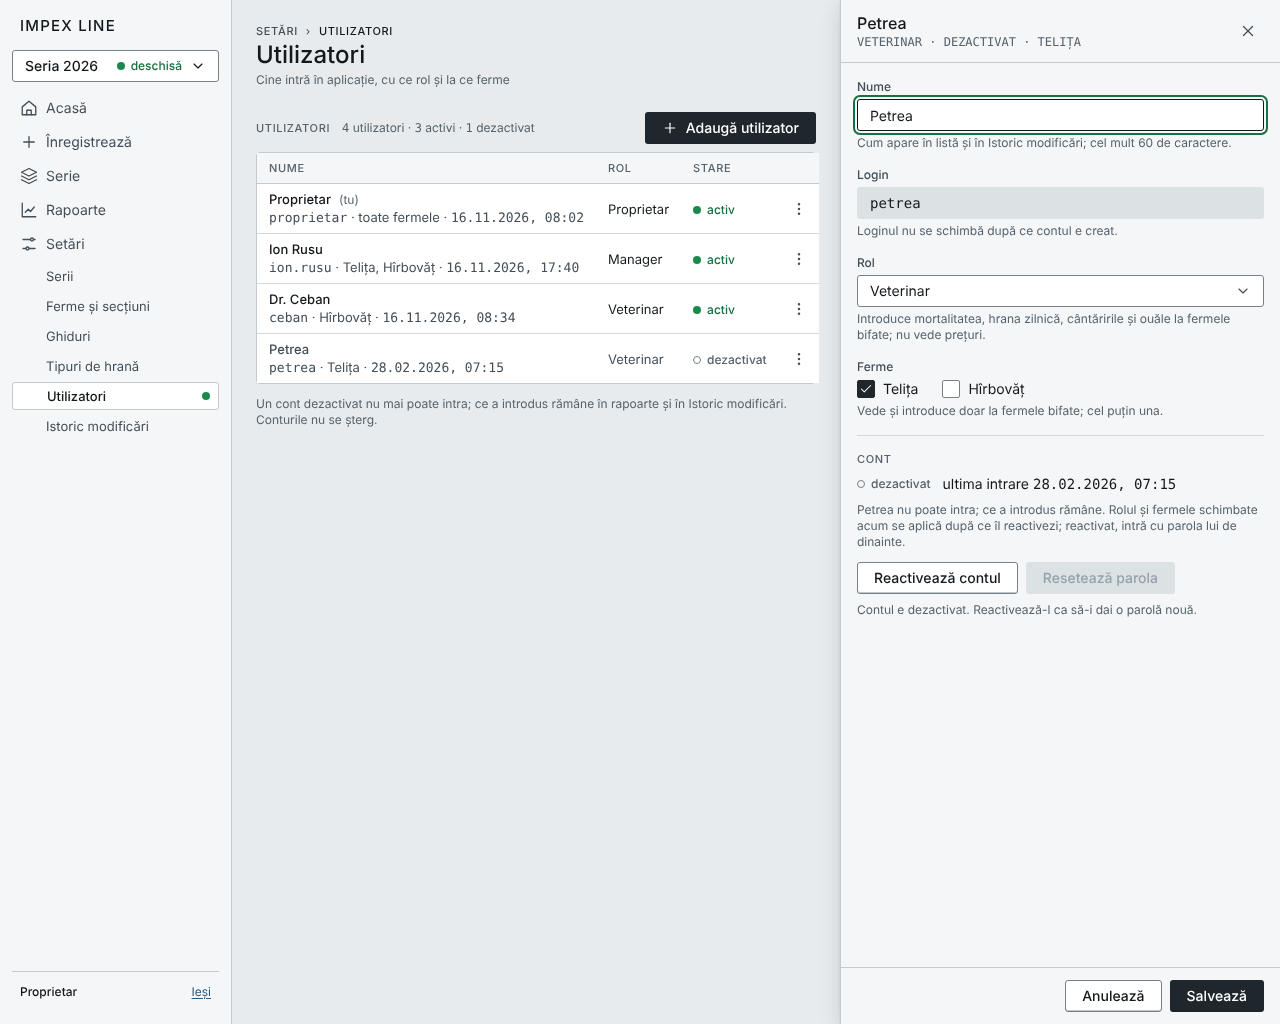 IMPEX LINE
Seria 2026 deschisă
Acasă
Înregistrează
Serie
Rapoarte
Setări
Serii
Ferme și secțiuni
Ghiduri
Tipuri de hrană
Utilizatori
Istoric modificări
Proprietar Ieși
SETĂRI › UTILIZATORI
Utilizatori
Cine intră în aplicație, cu ce rol și la ce ferme
UTILIZATORI 4 utilizatori · 3 activi · 1 dezactivat
Adaugă utilizator
NUME ROL STARE
Proprietar (tu)
proprietar · toate fermele · 16.11.2026, 08:02 Proprietar activ
Ion Rusu
ion.rusu · Telița, Hîrbovăț · 16.11.2026, 17:40 Manager activ
Dr. Ceban
ceban · Hîrbovăț · 16.11.2026, 08:34 Veterinar activ
Petrea
petrea · Telița · 28.02.2026, 07:15 Veterinar dezactivat
Un cont dezactivat nu mai poate intra; ce a introdus rămâne în rapoarte și în Istoric modificări.
Conturile nu se șterg.
Petrea
VETERINAR · DEZACTIVAT · TELIȚA
Nume
Petrea
Cum apare în listă și în Istoric modificări; cel mult 60 de caractere.
Login
petrea
Loginul nu se schimbă după ce contul e creat.
Rol
Veterinar
Introduce mortalitatea, hrana zilnică, cântăririle și ouăle la fermele
bifate; nu vede prețuri.
Ferme
Telița Hîrbovăț
Vede și introduce doar la fermele bifate; cel puțin una.
CONT
dezactivat ultima intrare 28.02.2026, 07:15
Petrea nu poate intra; ce a introdus rămâne. Rolul și fermele schimbate
acum se aplică după ce îl reactivezi; reactivat, intră cu parola lui de
dinainte.
Reactivează contul Resetează parola
Contul e dezactivat. Reactivează-l ca să-i dai o parolă nouă.
Anulează Salvează